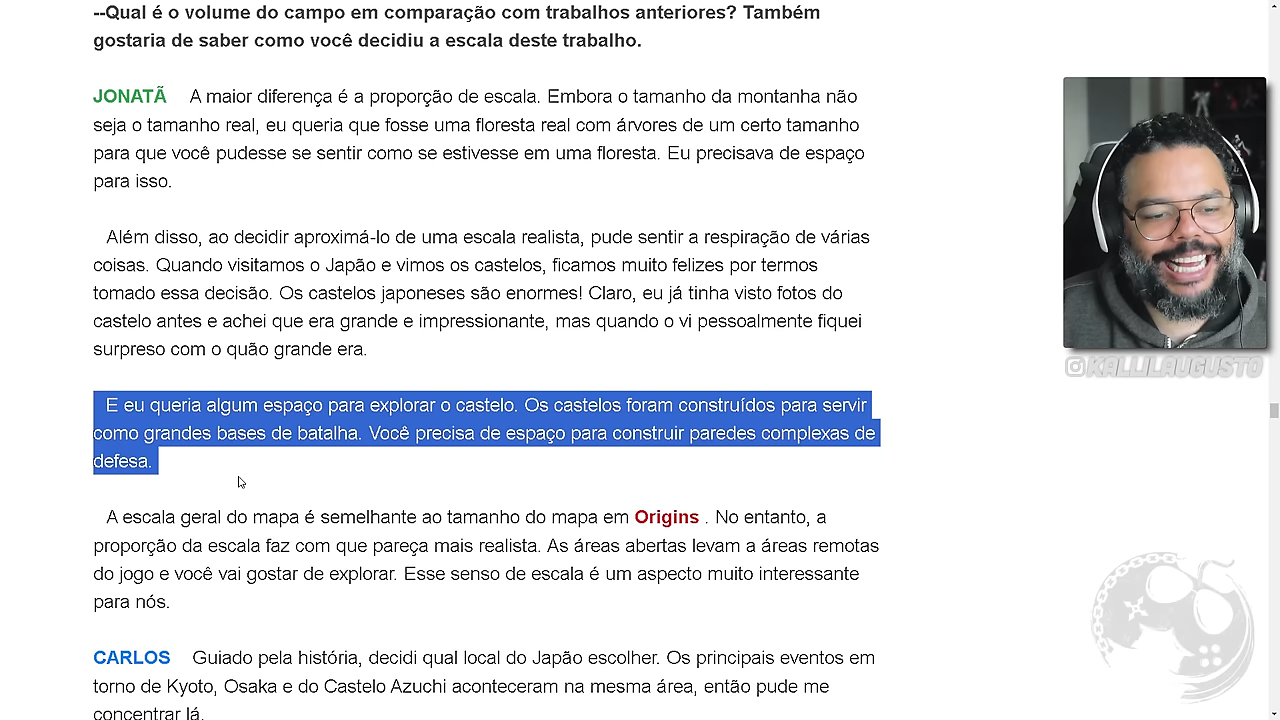 --Qual é o volume do campo em comparação com trabalhos anteriores? Também
gostaria de saber como você decidiu a escala deste trabalho.
JONATÃ A maior diferença é a proporção de escala. Embora o tamanho da montanha não
seja o tamanho real, eu queria que fosse uma floresta real com árvores de um certo tamanho
para que você pudesse se sentir como se estivesse em uma floresta. Eu precisava de espaço
para isso.
Além disso, ao decidir aproximá-lo de uma escala realista, pude sentir a respiração de várias
coisas. Quando visitamos o Japão e vimos os castelos, ficamos muito felizes por termos
tomado essa decisão. Os castelos japoneses são enormes! Claro, eu já tinha visto fotos do
castelo antes e achei que era grande e impressionante, mas quando o vi pessoalmente fiquei
surpreso com o quão grande era.
E eu queria algum espaço para explorar o castelo. Os castelos foram construídos para servir
como grandes bases de batalha. Você precisa de espaço para construir paredes complexas de
defesa.
A escala geral do mapa é semelhante ao tamanho do mapa em Origins . No entanto, a
proporção da escala faz com que pareça mais realista. As áreas abertas levam a áreas remotas
do jogo e você vai gostar de explorar. Esse senso de escala é um aspecto muito interessante
para nós.
CARLOS Guiado pela história, decidi qual local do Japão escolher. Os principais eventos em
torno de Kyoto, Osaka e do Castelo Azuchi aconteceram na mesma área, então pude me
concentrar lá.
KALLILAUGUSTO